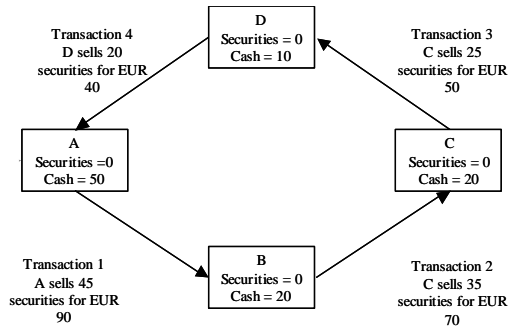 Transaction 4
D sells 20
securities for EUR
40
D
Securities = 0
Cash = 10
Transaction 3
C sells 25
securities for EUR
50
A
Securities =0
Cash = 50
C
Securities = 0
Cash = 20
Transaction 1
A sells 45
securities for EUR
90
B
Securities = 0
Cash = 20
Transaction 2
C sells 35
securities for EUR
70